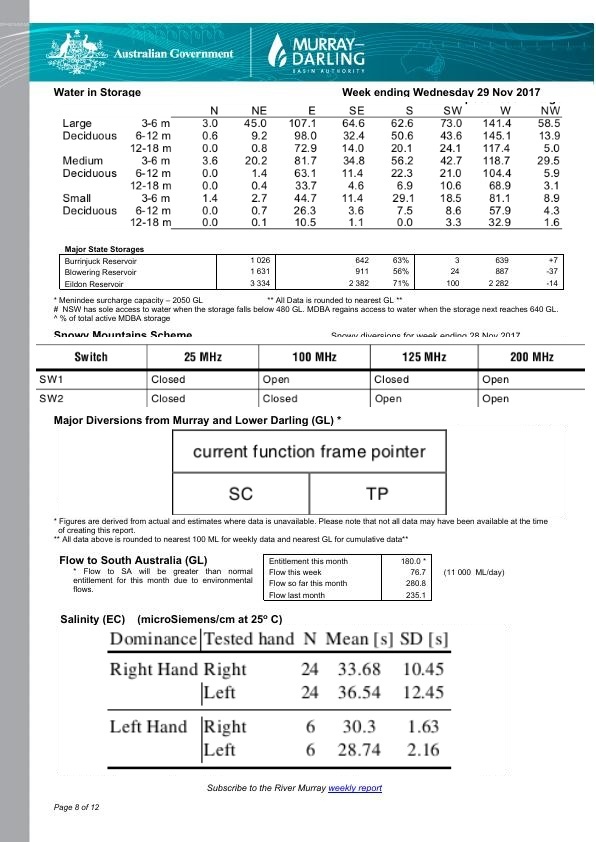 Australian Government
MURRAY–
DARLING
BASIN AUTHORITY
Water in Storage Week ending Wednesday 29 Nov 2017
N NE E SE S SW W NW
Large 3-6 m 3.0 45.0 107.1 64.6 62.6 73.0 141.4 58.5
Deciduous 6-12 m 0.6 9.2 98.0 32.4 50.6 43.6 145.1 13.9
12-18 m 0.0 0.8 72.9 14.0 20.1 24.1 117.4 5.0
Medium 3-6 m 3.6 20.2 81.7 34.8 56.2 42.7 118.7 29.5
Deciduous 6-12 m 0.0 1.4 63.1 11.4 22.3 21.0 104.4 5.9
12-18 m 0.0 0.4 33.7 4.6 6.9 10.6 68.9 3.1
Small 3-6 m 1.4 2.7 44.7 11.4 29.1 18.5 81.1 8.9
Deciduous 6-12 m 0.0 0.7 26.3 3.6 7.5 8.6 57.9 4.3
12-18 m 0.0 0.1 10.5 1.1 0.0 3.3 32.9 1.6
Major State Storages
Burrinjuck Reservoir 1 026 642 63% 3 639 +7
Blowering Reservoir 1 631 911 56% 24 887 -37
Eildon Reservoir 3 334 2 382 71% 100 2 282 -14
* Menindee surcharge capacity – 2050 GL ** All Data is rounded to nearest GL **
# NSW has sole access to water when the storage falls below 480 GL. MDBA regains access to water when the storage next reaches 640 GL.
^ % of total active MDBA storage
Snowy Mountains Scheme Snowy diversions for week ending 28 Nov 2017
Switch 25 MHz 100 MHz 125 MHz 200 MHz
SW1 Closed Open Closed Open
SW2 Closed Closed Open Open
Major Diversions from Murray and Lower Darling (GL) *
current function frame pointer
SC TP
* Figures are derived from actual and estimates where data is unavailable. Please note that not all data may have been available at the time
of creating this report.
** All data above is rounded to nearest 100 ML for weekly data and nearest GL for cumulative data**
Flow to South Australia (GL)
* Flow to SA will be greater than normal
entitlement for this month due to environmental
flows.
Entitlement this month 180.0 *
Flow this week 76.7 (11 000 ML/day)
Flow so far this month 280.8
Flow last month 235.1
Salinity (EC) (microSiemens/cm at 25º C)
Dominance Tested hand N Mean [s] SD [s]
Right Hand Right 24 33.68 10.45
Left 24 36.54 12.45
Left Hand Right 6 30.3 1.63
Left 6 28.74 2.16
Subscribe to the River Murray weekly report
Page 8 of 12